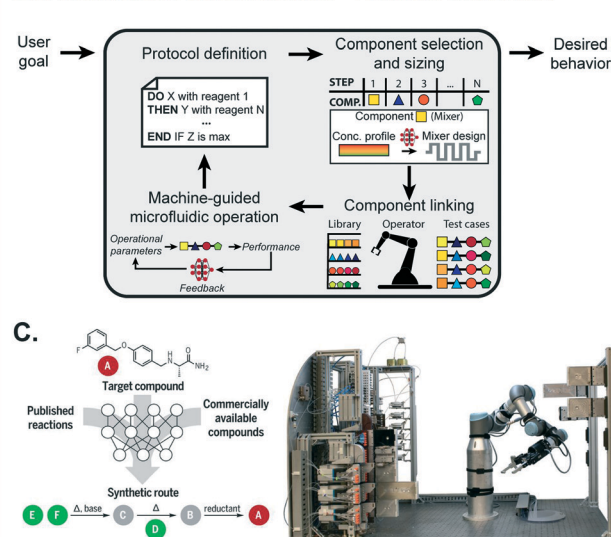 User goal
Protocol definition
DO X with reagent 1
THEN Y with reagent N
...
END IF Z is max
Component selection and sizing
STEP 1 2 3 ... N
COMP.
Component (Mixer)
Conc. profile
Mixer design
Desired behavior
Machine-guided microfluidic operation
Operational parameters
Performance
Feedback
Component linking
Library
Operator
Test cases
C.
F
O
H
N
O
NH₂
A
Target compound
Published reactions
Commercially available compounds
Synthetic route
E F Δ, base C Δ B reductant A
D